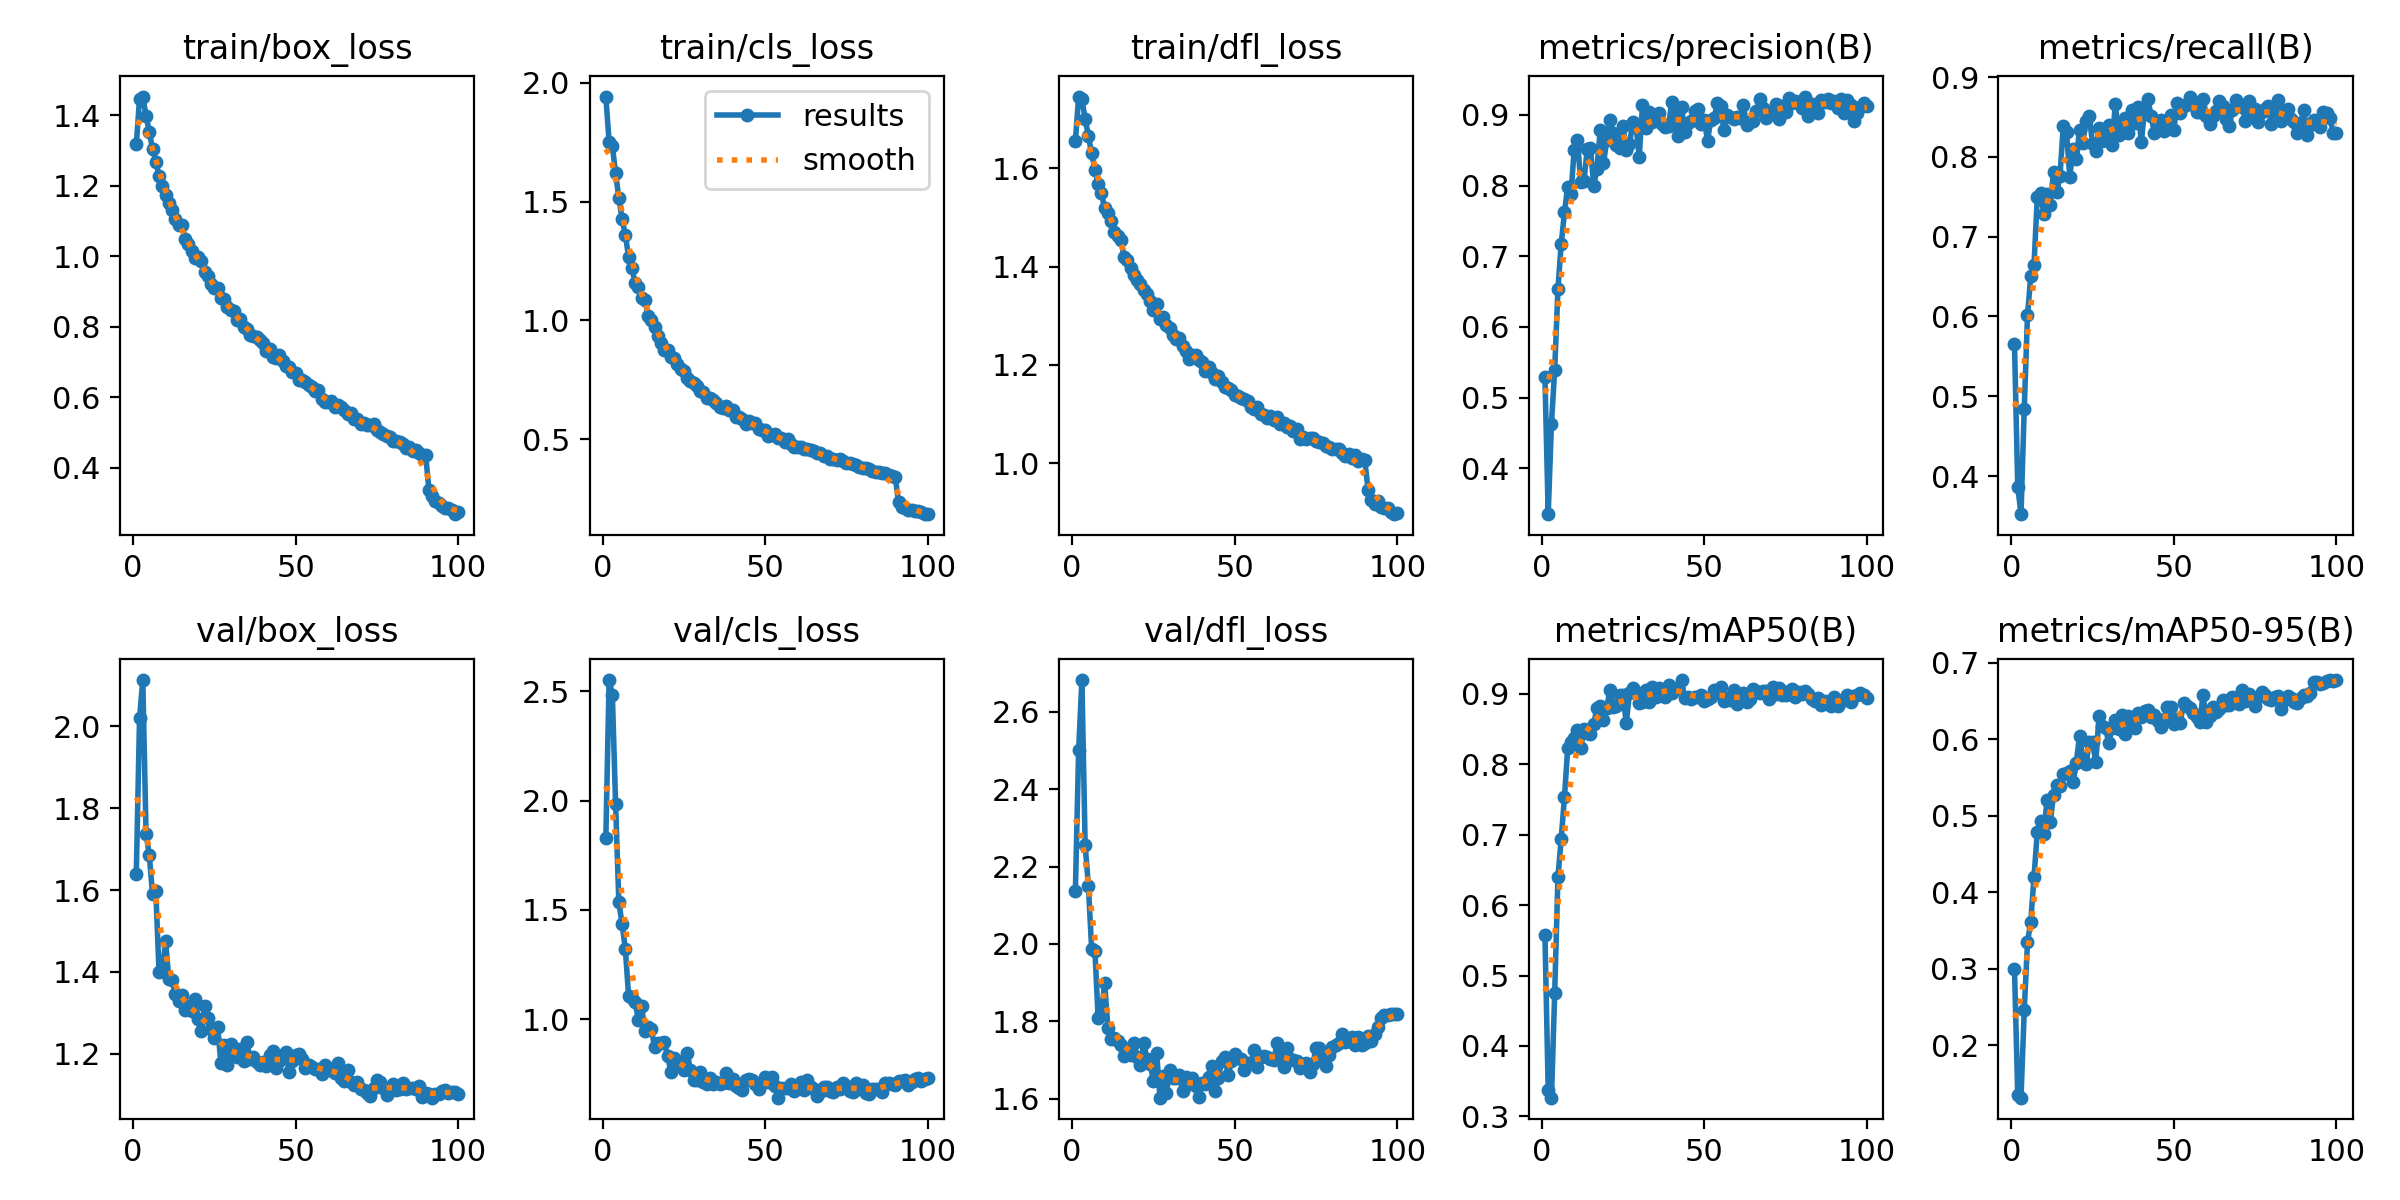 train/box_loss
1.4
1.2
1.0
0.8
0.6
0.4
0 50 100
train/cls_loss
results
smooth
2.0
1.5
1.0
0.5
0 50 100
train/dfl_loss
1.6
1.4
1.2
1.0
0 50 100
metrics/precision(B)
0.9
0.8
0.7
0.6
0.5
0.4
0 50 100
metrics/recall(B)
0.9
0.8
0.7
0.6
0.5
0.4
0 50 100
val/box_loss
2.0
1.8
1.6
1.4
1.2
0 50 100
val/cls_loss
2.5
2.0
1.5
1.0
0 50 100
val/dfl_loss
2.6
2.4
2.2
2.0
1.8
1.6
0 50 100
metrics/mAP50(B)
0.9
0.8
0.7
0.6
0.5
0.4
0.3
0 50 100
metrics/mAP50-95(B)
0.7
0.6
0.5
0.4
0.3
0.2
0 50 100